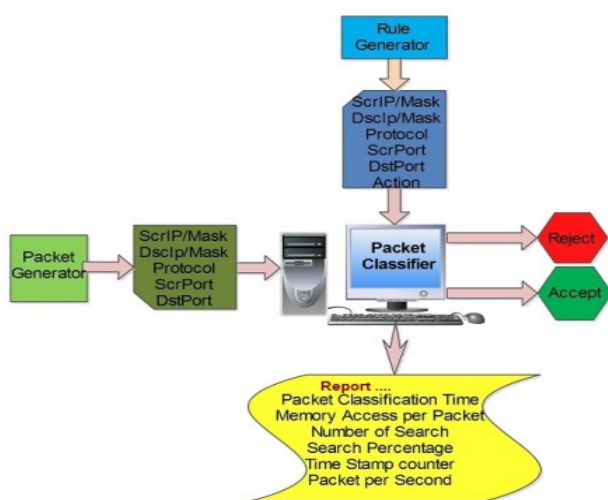 Rule
Generator
ScrIP/Mask
DscIp/Mask
Protocol
ScrPort
DstPort
Action
Packet
Generator
ScrIP/Mask
DscIp/Mask
Protocol
ScrPort
DstPort
Packet
Classifier
Reject
Accept
Report ....
Packet Classification Time
Memory Access per Packet
Number of Search
Search Percentage
Time Stamp counter
Packet per Second